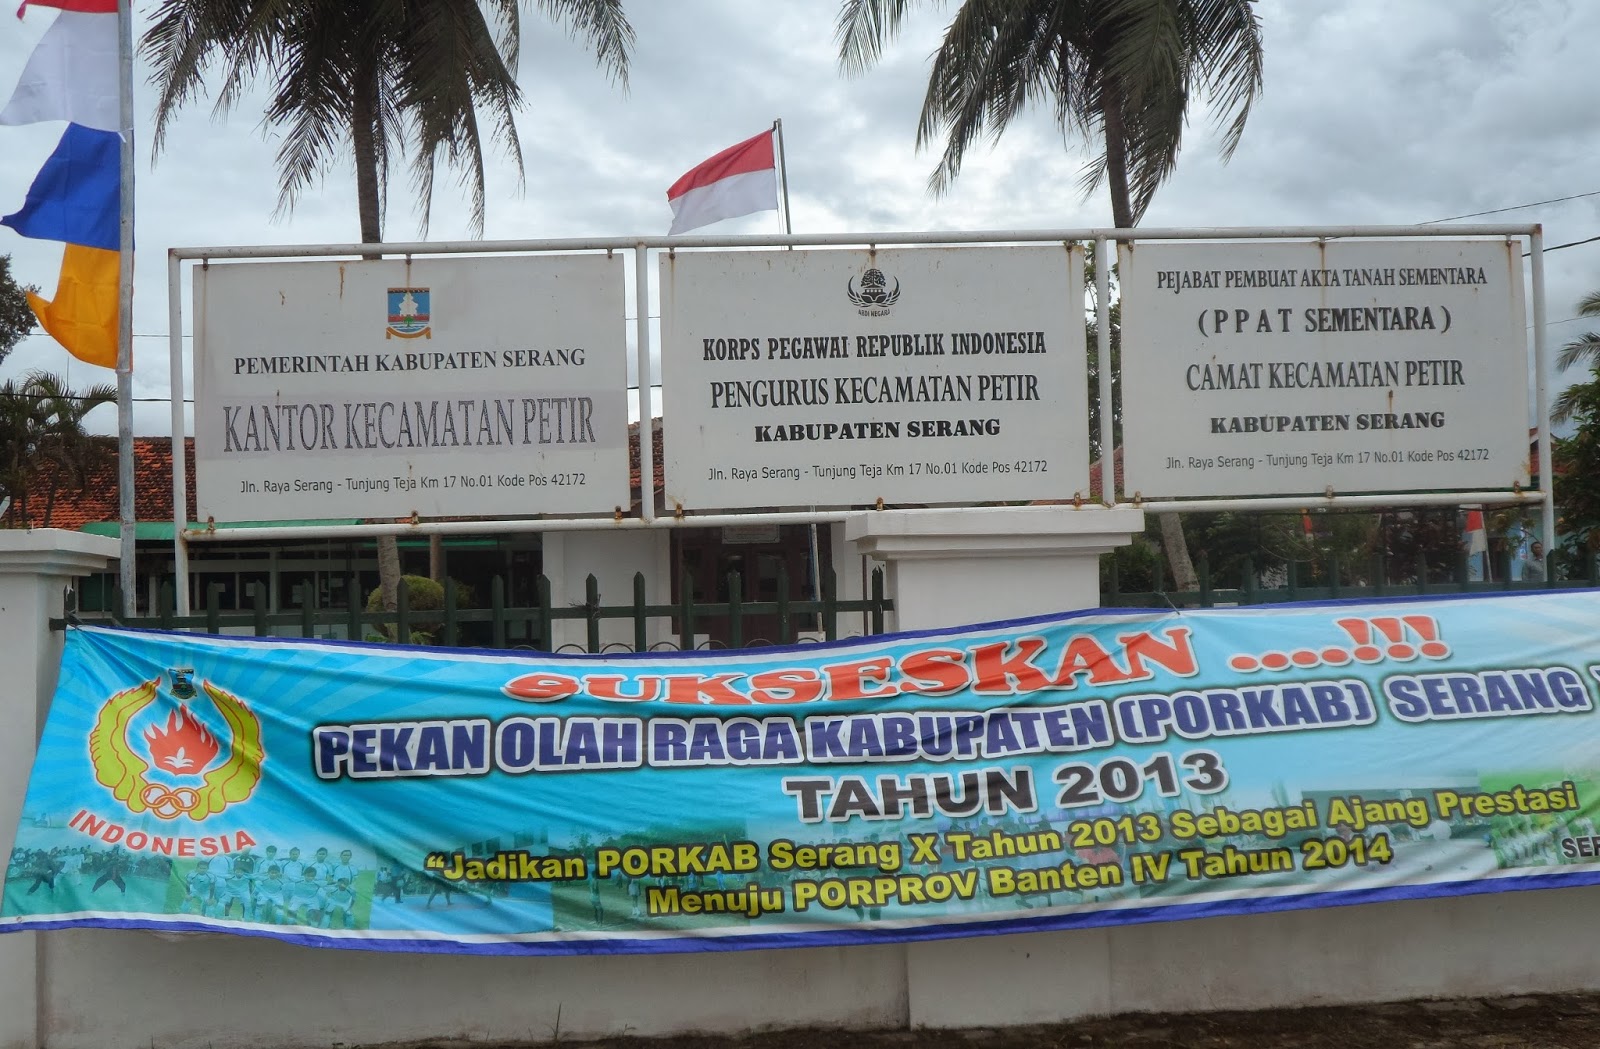 PEMERINTAH KABUPATEN SERANG
KANTOR KECAMATAN PETIR
Jln. Raya Serang - Tunjung Teja Km 17 No.01 Kode Pos 42172
ABDI NEGARA
KORPS PEGAWAI REPUBLIK INDONESIA
PENGURUS KECAMATAN PETIR
KABUPATEN SERANG
Jln. Raya Serang - Tunjung Teja Km 17 No.01 Kode Pos 42172
PEJABAT PEMBUAT AKTA TANAH SEMENTARA
( P P A T SEMENTARA )
CAMAT KECAMATAN PETIR
KABUPATEN SERANG
Jln. Raya Serang - Tunjung Teja Km 17 No.01 Kode Pos 42172
SUKSESKAN ....!!!
PEKAN OLAH RAGA KABUPATEN (PORKAB) SERANG
TAHUN 2013
"Jadikan PORKAB Serang X Tahun 2013 Sebagai Ajang Prestasi
Menuju PORPROV Banten IV Tahun 2014
INDONESIA